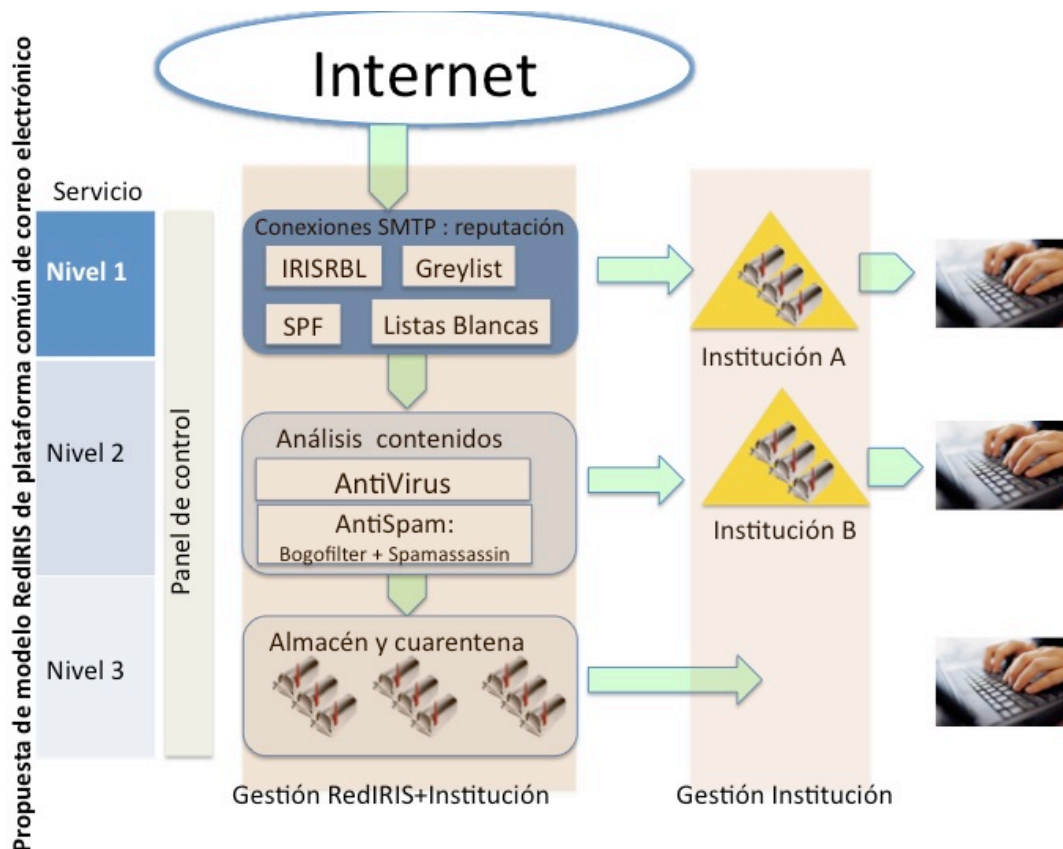 Propuesta de modelo RedIRIS de plataforma común de correo electrónico
Internet
Servicio
Nivel 1
Nivel 2
Nivel 3
Panel de control
Conexiones SMTP : reputación
IRISRBL
Greylist
SPF
Listas Blancas
Análisis contenidos
AntiVirus
AntiSpam:
Bogofilter + Spamassassin
Almacén y cuarentena
Gestión RedIRIS+Institución
Institución A
Institución B
Gestión Institución